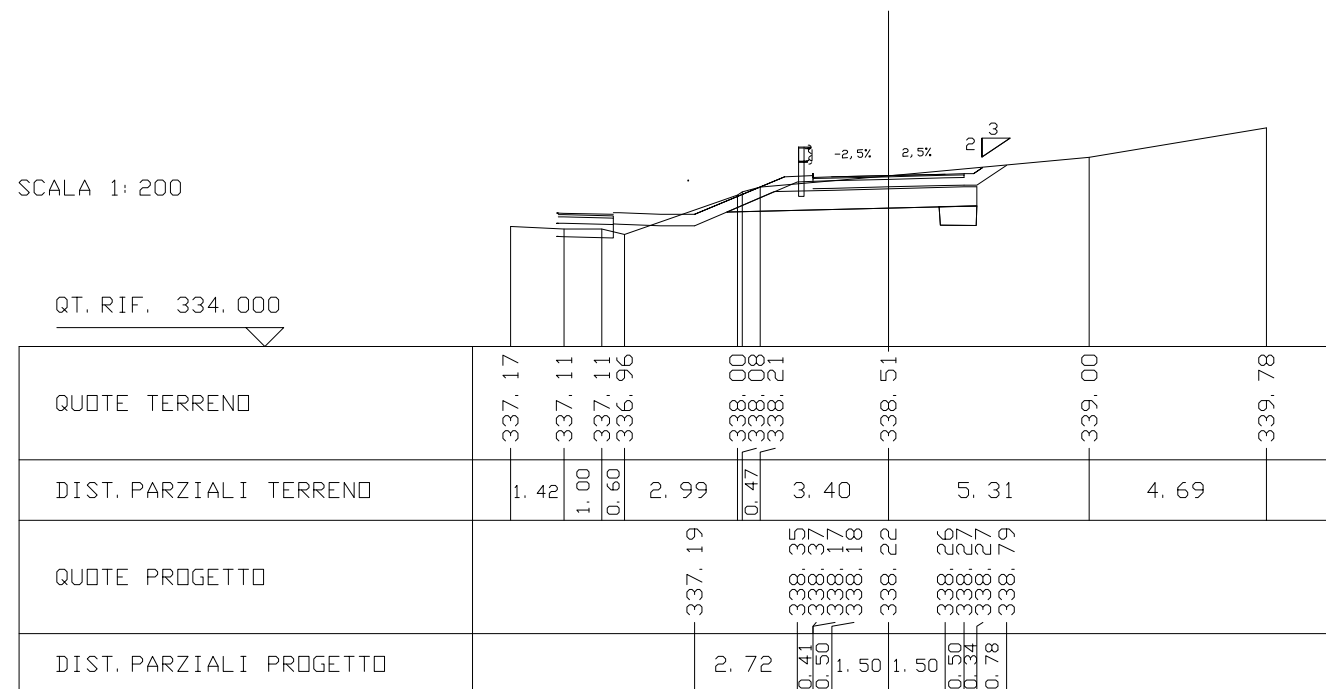 3
2
-2,5% 2,5%
SCALA 1:200
QT.RIF. 334.000
QUOTE TERRENO 337.17 337.11 337.11 336.96 338.00 338.08 338.21 338.51 339.00 339.78
DIST.PARZIALI TERRENO 1.42 1.00 0.60 2.99 0.47 3.40 5.31 4.69
QUOTE PROGETTO 337.19 338.35 338.37 338.17 338.18 338.22 338.26 338.27 338.27 338.79
DIST.PARZIALI PROGETTO 2.72 0.41 0.50 1.50 1.50 0.50 0.34 0.78